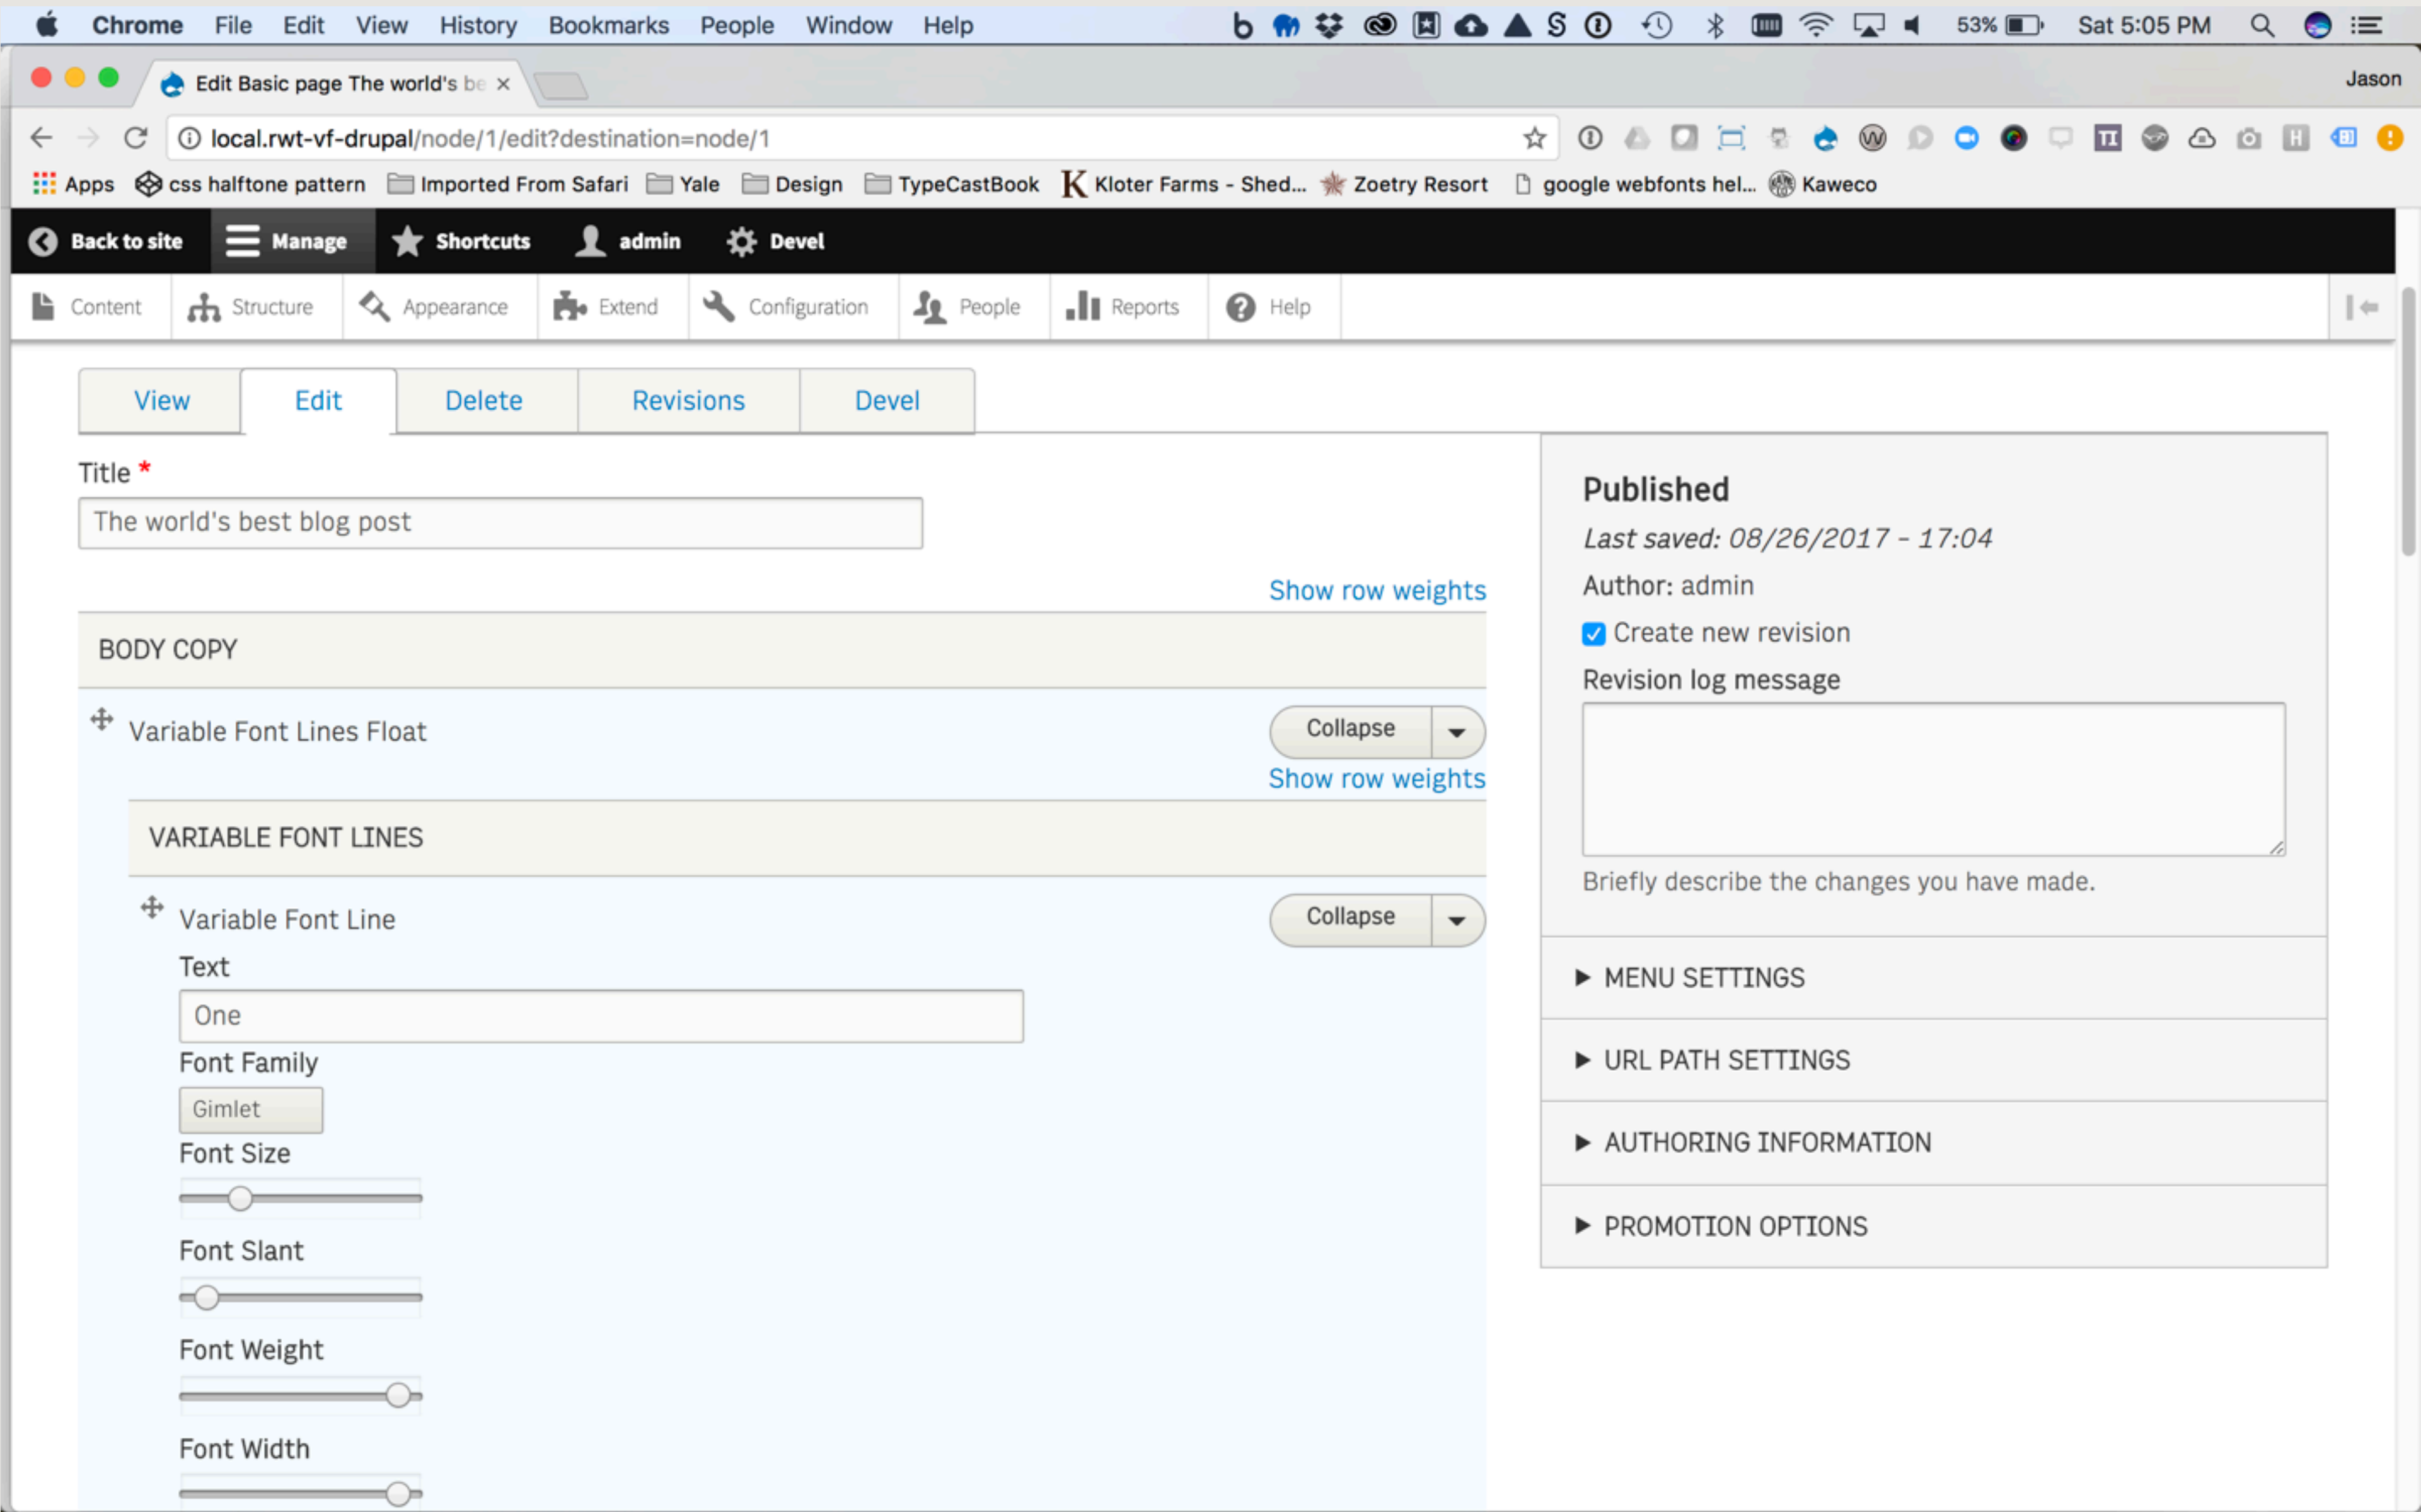 Chrome File Edit View History Bookmarks People Window Help 53% Sat 5:05 PM
Edit Basic page The world's be Jason
local.rwt-vf-drupal/node/1/edit?destination=node/1
Apps css halftone pattern Imported From Safari Yale Design TypeCastBook Kloter Farms - Shed... Zoetry Resort google webfonts hel... Kaweco
Back to site Manage Shortcuts admin Devel
Content Structure Appearance Extend Configuration People Reports Help
View Edit Delete Revisions Devel
Title *
The world's best blog post
Show row weights
BODY COPY
Variable Font Lines Float Collapse
Show row weights
VARIABLE FONT LINES
Variable Font Line Collapse
Text
One
Font Family
Gimlet
Font Size
Font Slant
Font Weight
Font Width
Published
Last saved: 08/26/2017 - 17:04
Author: admin
Create new revision
Revision log message
Briefly describe the changes you have made.
MENU SETTINGS
URL PATH SETTINGS
AUTHORING INFORMATION
PROMOTION OPTIONS